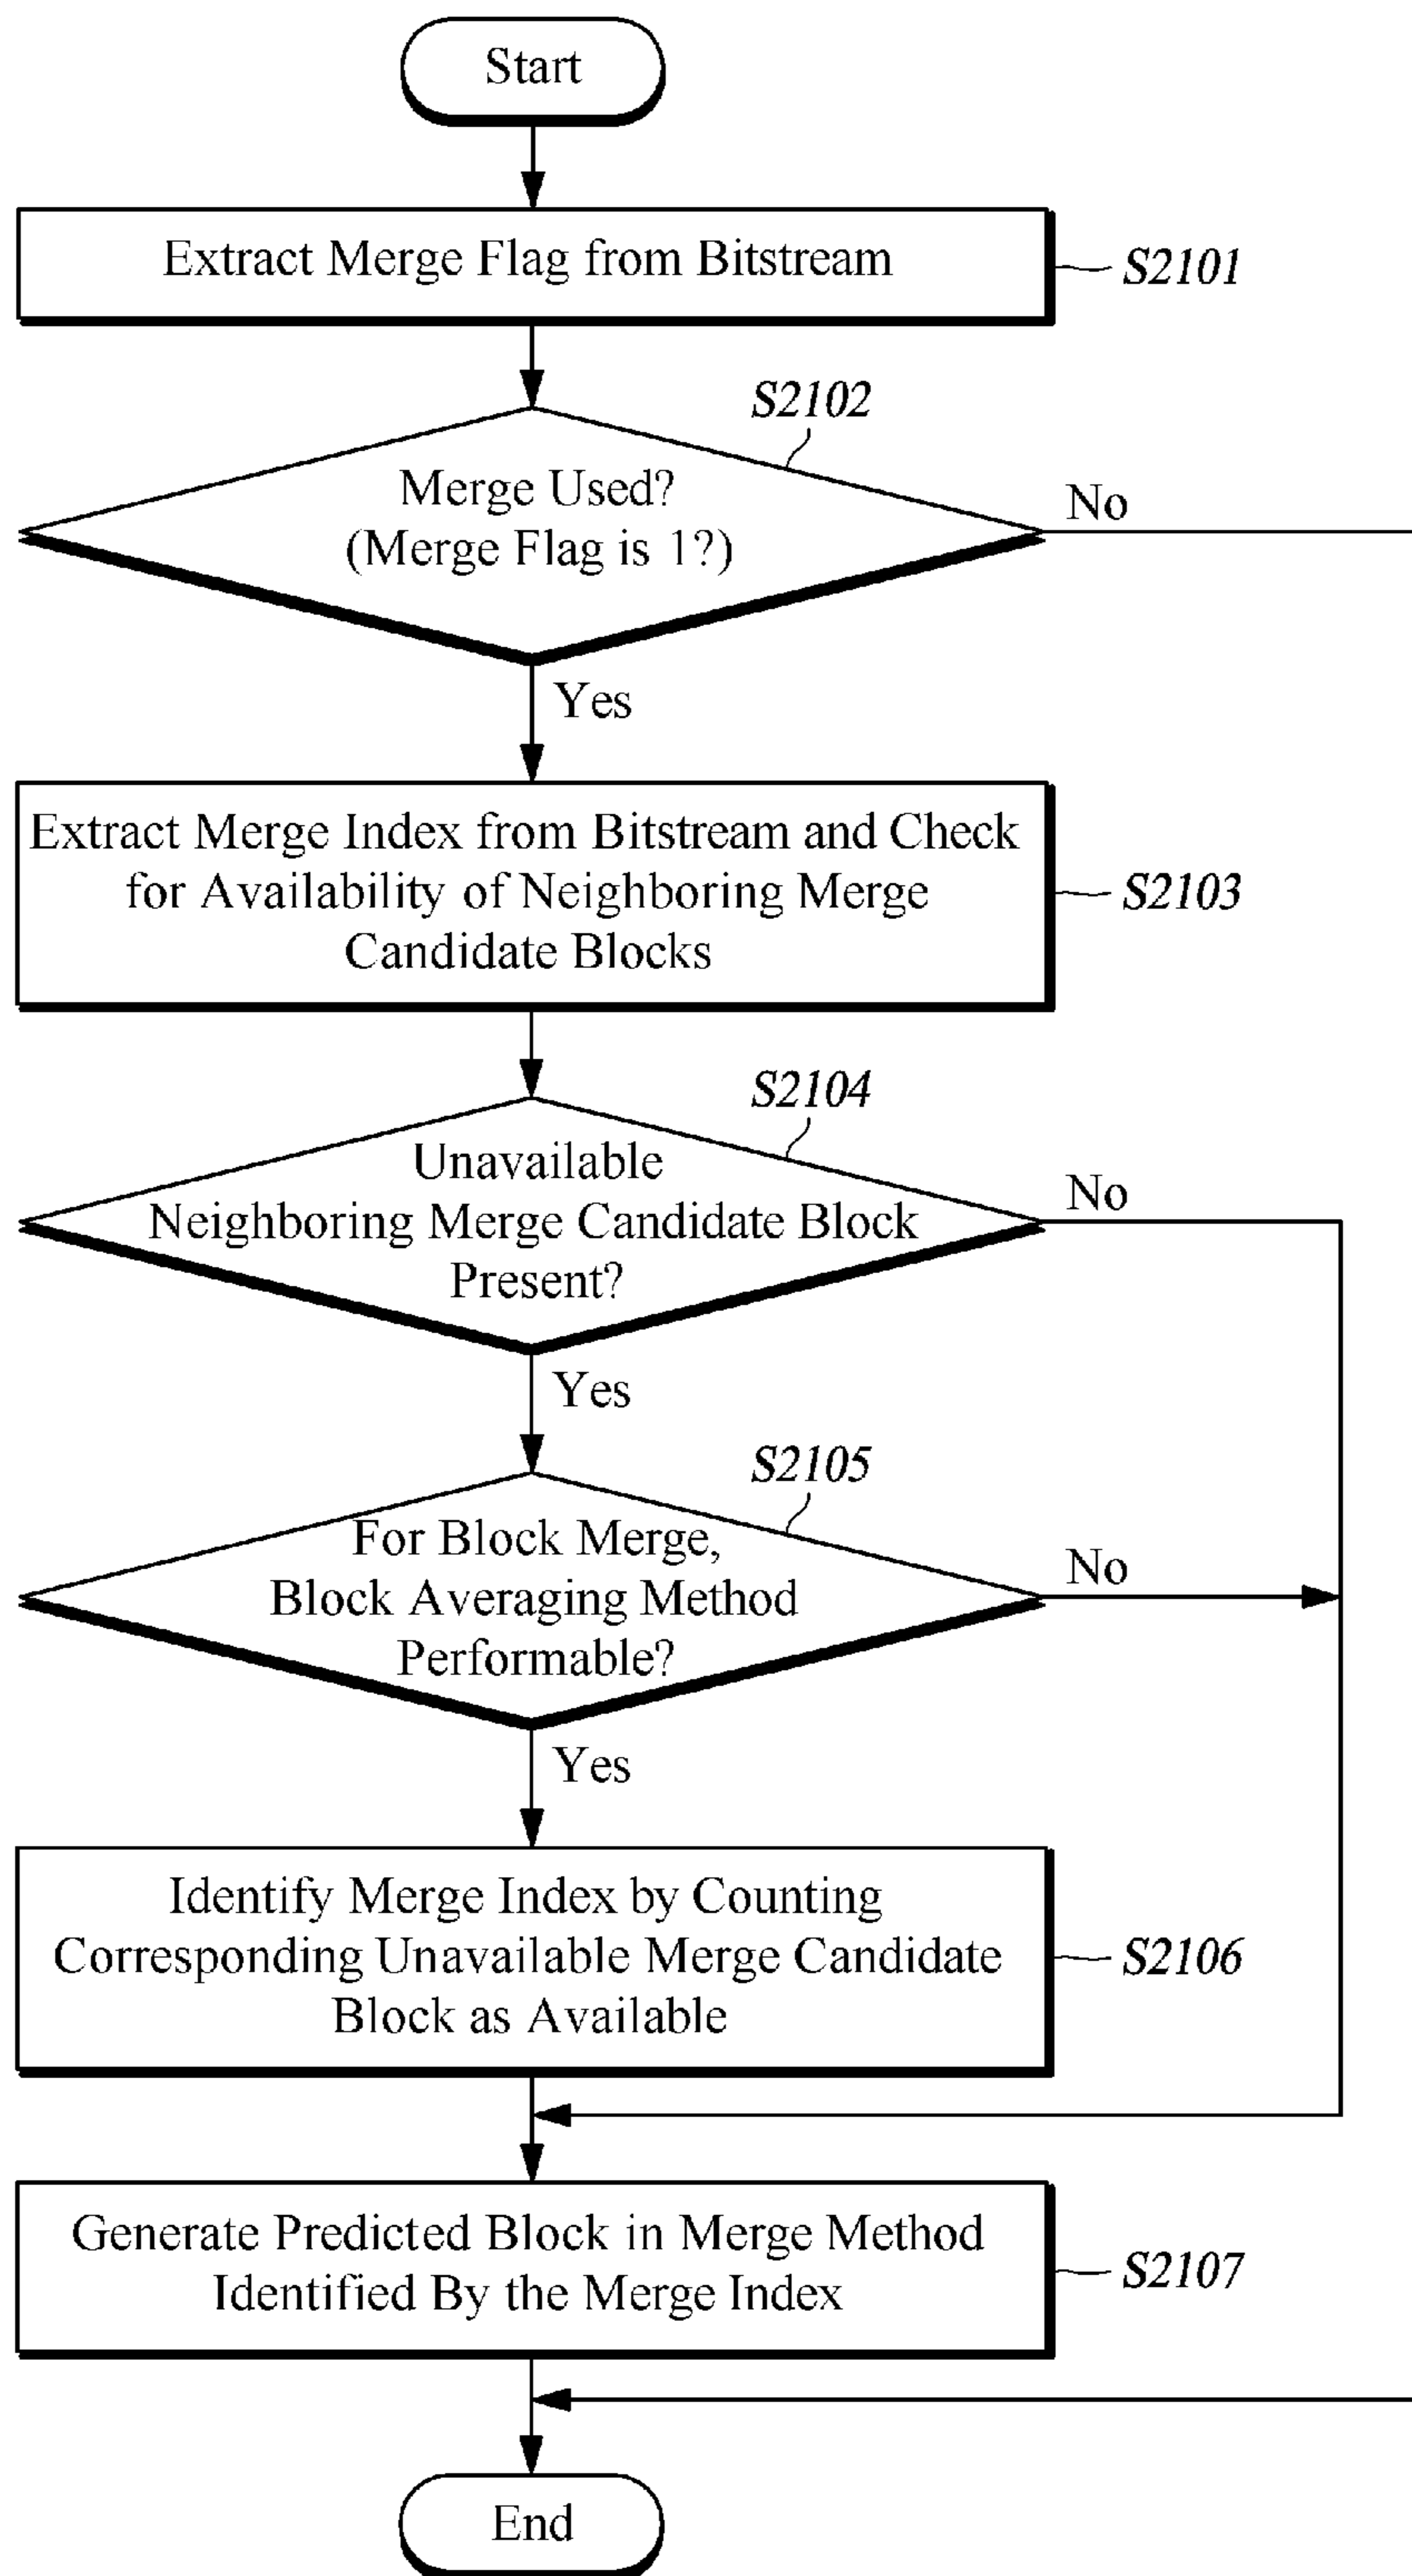 Start
Extract Merge Flag from Bitstream
S2101
S2102
Merge Used?
(Merge Flag is 1?)
No
Yes
Extract Merge Index from Bitstream and Check
for Availability of Neighboring Merge
Candidate Blocks
S2103
S2104
Unavailable
Neighboring Merge Candidate Block
Present?
No
Yes
S2105
For Block Merge,
Block Averaging Method
Performable?
No
Yes
Identify Merge Index by Counting
Corresponding Unavailable Merge Candidate
Block as Available
S2106
Generate Predicted Block in Merge Method
Identified By the Merge Index
S2107
End